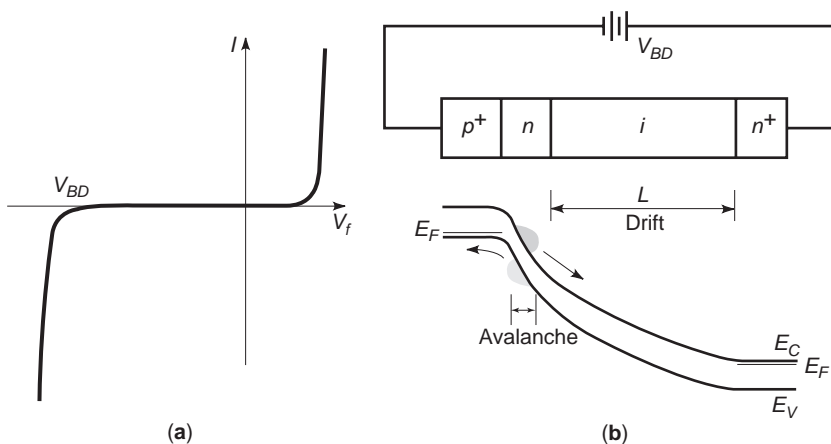 I
V_BD
V_f
(a)
V_BD
p+ n i n+
L
Drift
E_F
Avalanche
E_C
E_F
E_V
(b)